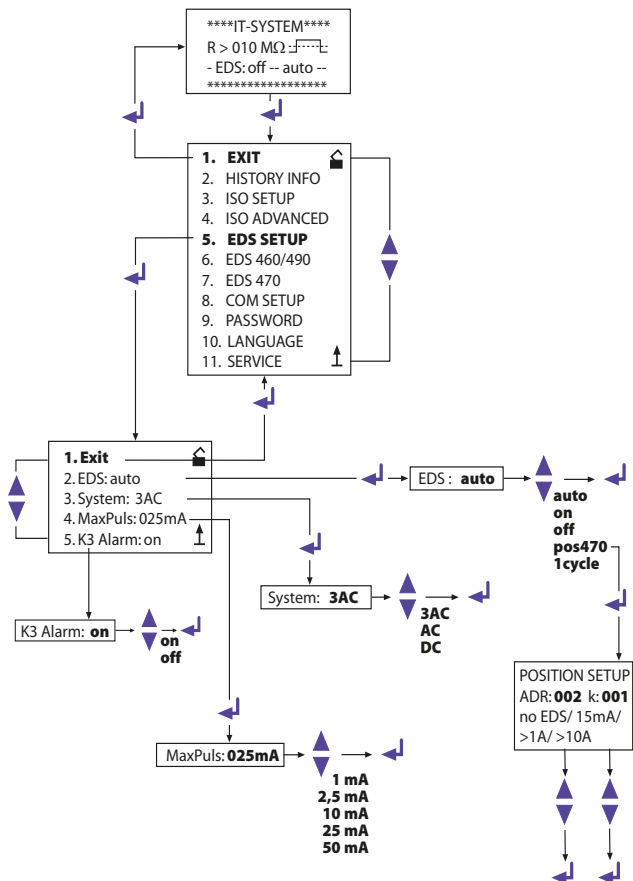 ****IT-SYSTEM****
R > 010 MΩ
- EDS: off -- auto --
******************
1. EXIT
2. HISTORY INFO
3. ISO SETUP
4. ISO ADVANCED
5. EDS SETUP
6. EDS 460/490
7. EDS 470
8. COM SETUP
9. PASSWORD
10. LANGUAGE
11. SERVICE
1. Exit
2. EDS: auto
3. System: 3AC
4. MaxPuls: 025mA
5. K3 Alarm: on
EDS : auto
auto
on
off
pos470
1cycle
System: 3AC
3AC
AC
DC
K3 Alarm: on
on
off
POSITION SETUP
ADR: 002 k: 001
no EDS/ 15mA/
>1A/ >10A
MaxPuls: 025mA
1 mA
2,5 mA
10 mA
25 mA
50 mA